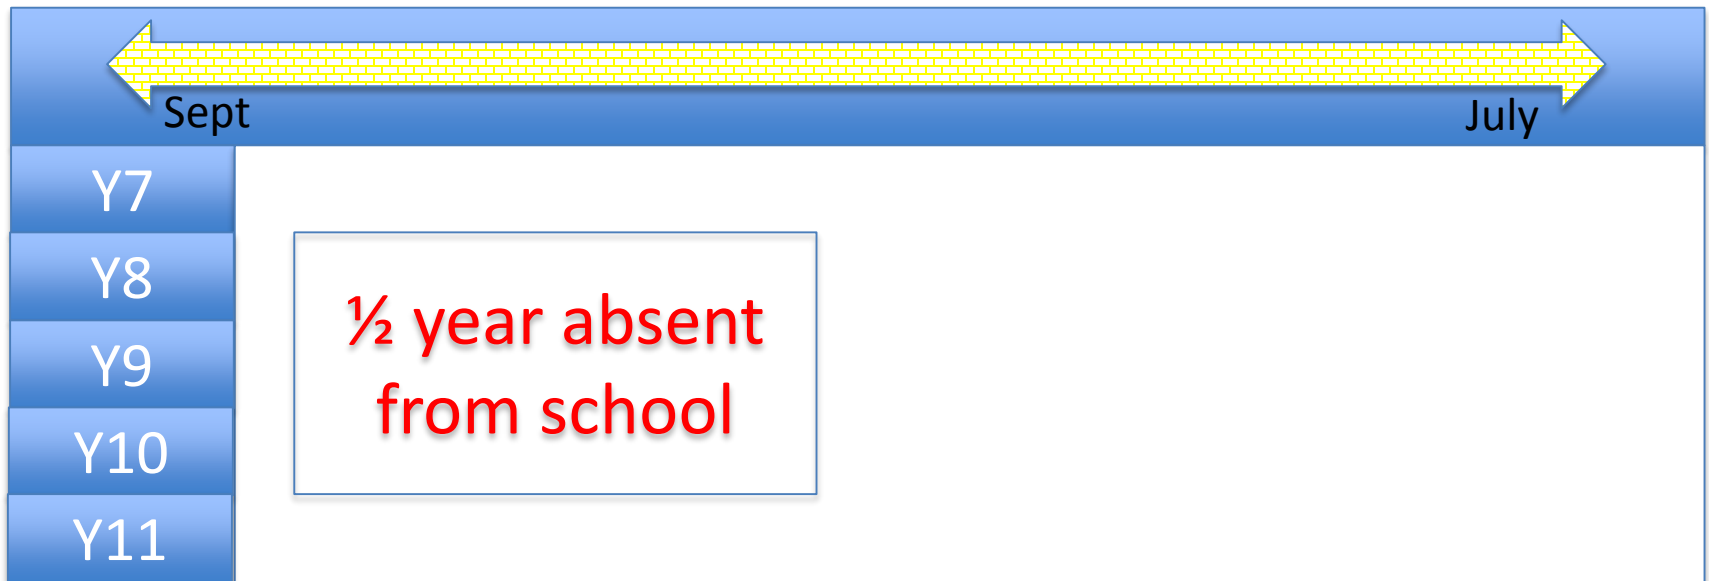 Sept
July
Y7
Y8
Y9
Y10
Y11
½ year absent
from school